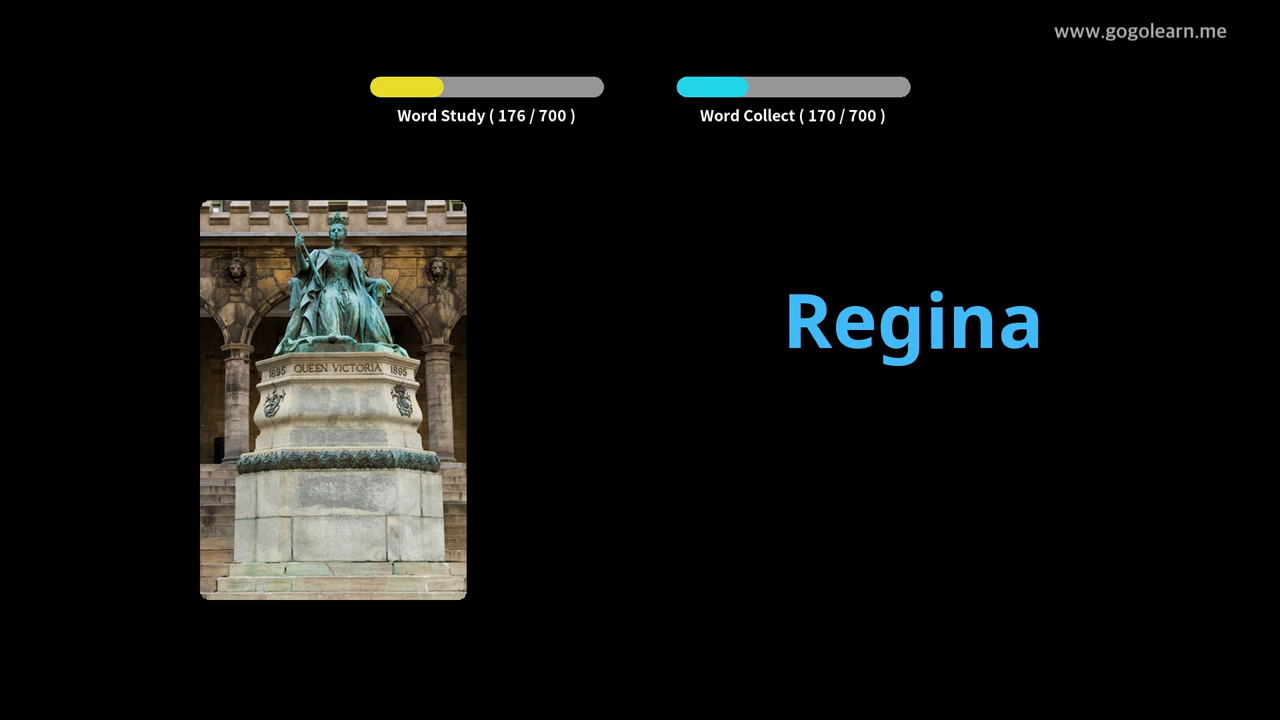 www.gogolearn.me
Word Study ( 176 / 700 )
Word Collect ( 170 / 700 )
Regina
1895 QUEEN VICTORIA 1895